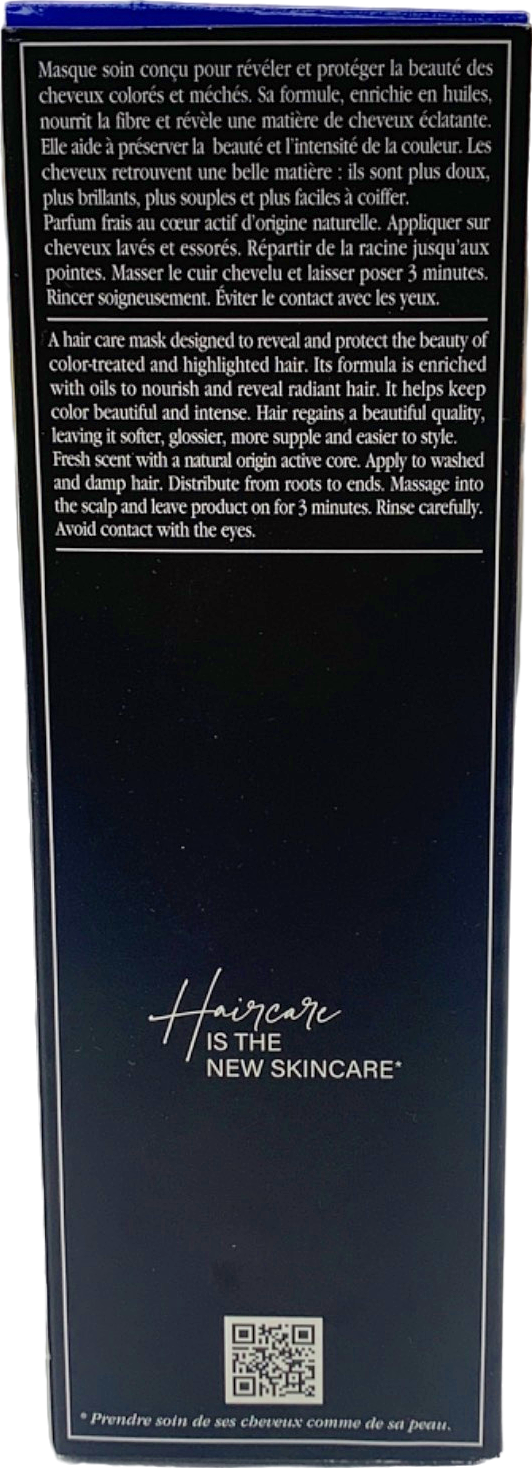 Masque soin conçu pour révéler et protéger la beauté des
cheveux colorés et méchés. Sa formule, enrichie en huiles,
nourrit la fibre et révèle une matière de cheveux éclatante.
Elle aide à préserver la beauté et l'intensité de la couleur. Les
cheveux retrouvent une belle matière : ils sont plus doux,
plus brillants, plus souples et plus faciles à coiffer.
Parfum frais au cœur actif d'origine naturelle. Appliquer sur
cheveux lavés et essorés. Répartir de la racine jusqu'aux
pointes. Masser le cuir chevelu et laisser poser 3 minutes.
Rincer soigneusement. Éviter le contact avec les yeux.
A hair care mask designed to reveal and protect the beauty of
color-treated and highlighted hair. Its formula is enriched
with oils to nourish and reveal radiant hair. It helps keep
color beautiful and intense. Hair regains a beautiful quality,
leaving it softer, glossier, more supple and easier to style.
Fresh scent with a natural origin active core. Apply to washed
and damp hair. Distribute from roots to ends. Massage into
the scalp and leave product on for 3 minutes. Rinse carefully.
Avoid contact with the eyes.
Haircare
IS THE
NEW SKINCARE*
* Prendre soin de ses cheveux comme de sa peau.